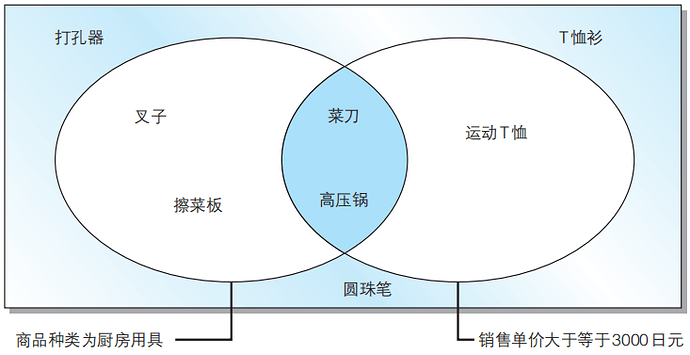 打孔器
T恤衫
叉子
菜刀
运动T恤
擦菜板
高压锅
圆珠笔
商品种类为厨房用具
销售单价大于等于3000日元